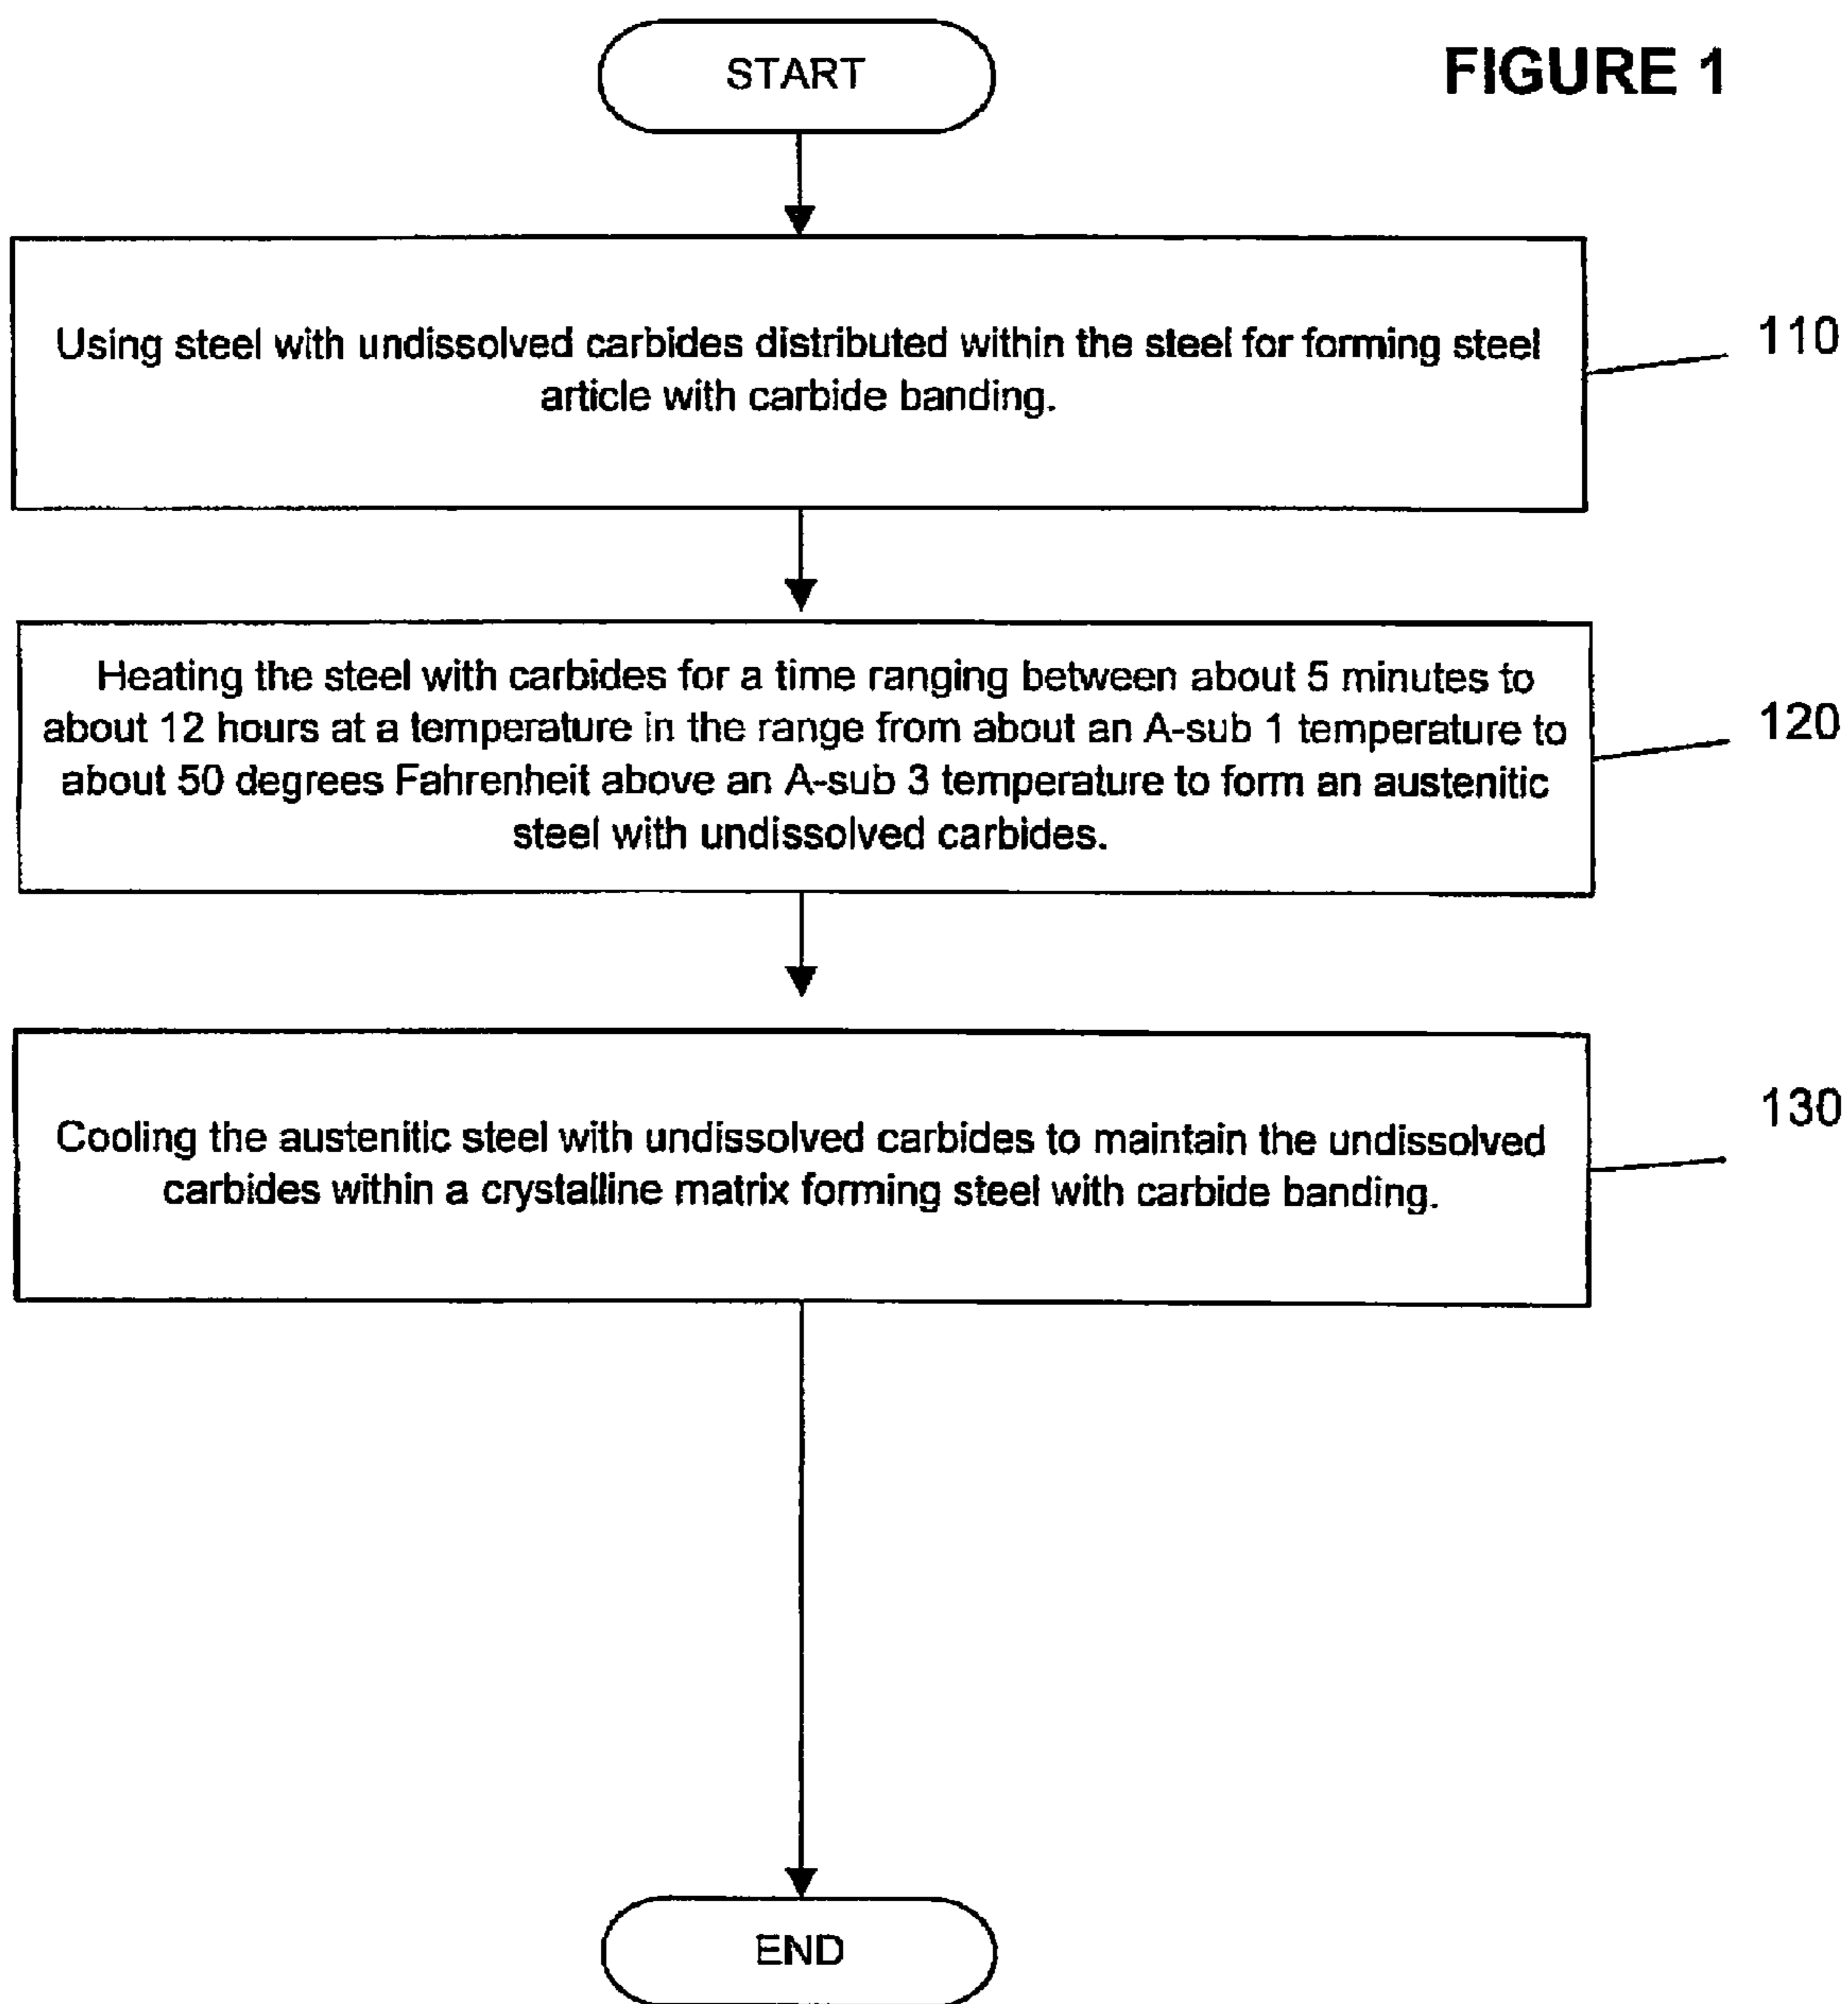 FIGURE 1
START
Using steel with undissolved carbides distributed within the steel for forming steel
article with carbide banding.
110
Heating the steel with carbides for a time ranging between about 5 minutes to
about 12 hours at a temperature in the range from about an A-sub 1 temperature to
about 50 degrees Fahrenheit above an A-sub 3 temperature to form an austenitic
steel with undissolved carbides.
120
Cooling the austenitic steel with undissolved carbides to maintain the undissolved
carbides within a crystalline matrix forming steel with carbide banding.
130
END